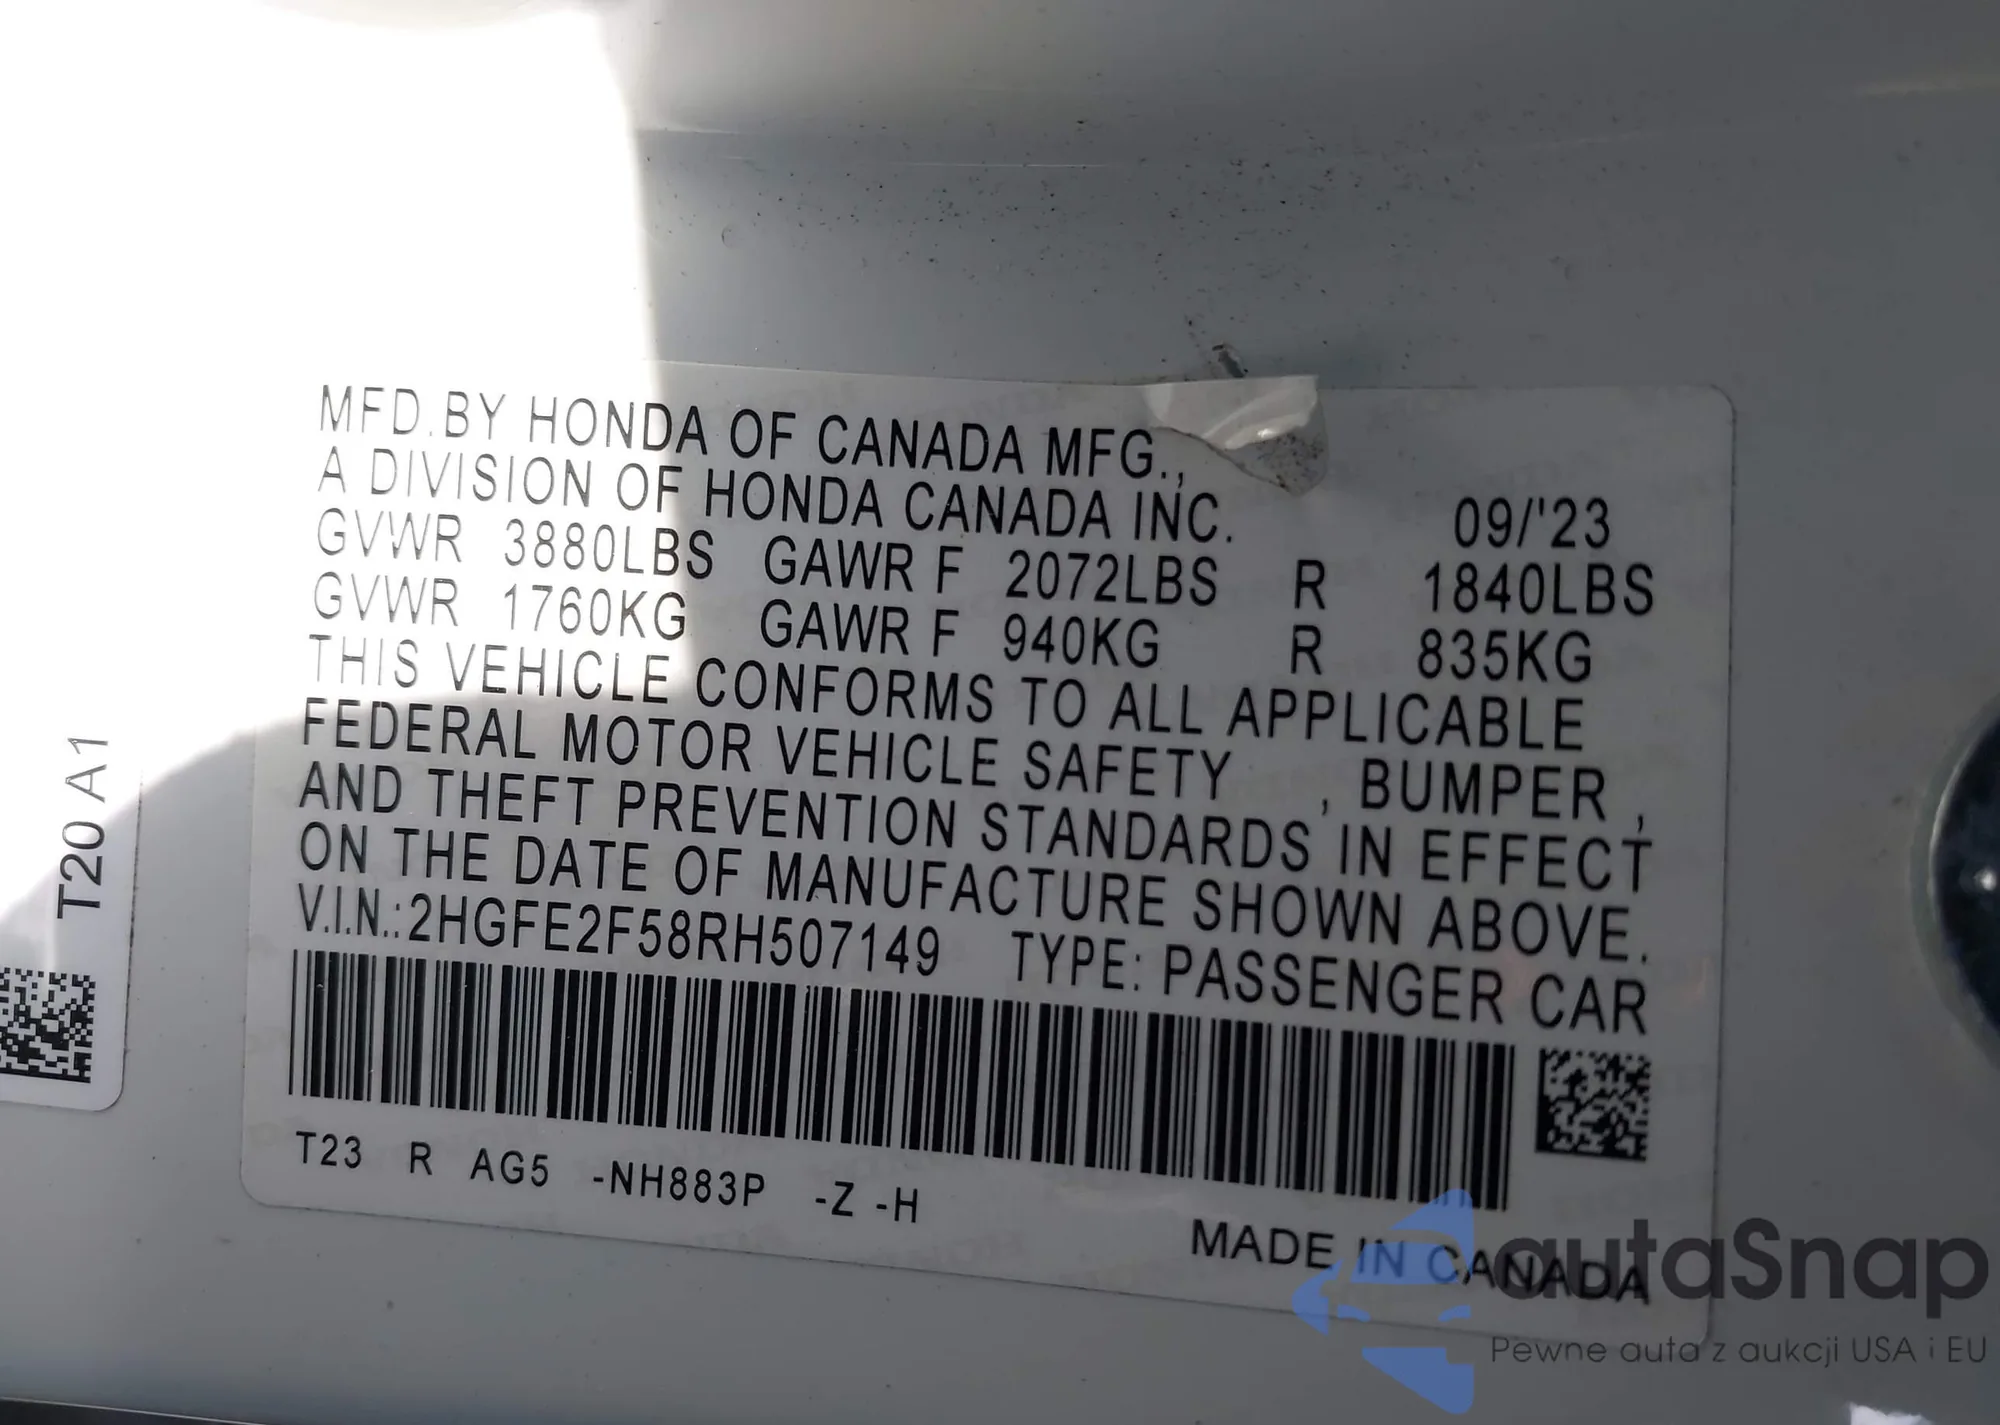 MFD. BY HONDA OF CANADA MFG.,
A DIVISION OF HONDA CANADA INC. 09/'23
GVWR 3880LBS GAWR F 2072LBS R 1840LBS
GVWR 1760KG GAWR F 940KG R 835KG
THIS VEHICLE CONFORMS TO ALL APPLICABLE
FEDERAL MOTOR VEHICLE SAFETY , BUMPER ,
AND THEFT PREVENTION STANDARDS IN EFFECT
ON THE DATE OF MANUFACTURE SHOWN ABOVE.
V.I.N.:2HGFE2F58RH507149 TYPE: PASSENGER CAR
T23 R AG5 -NH883P -Z -H
MADE IN CANADA
T20 A1
autaSnap
Pewne auta z aukcji USA i EU